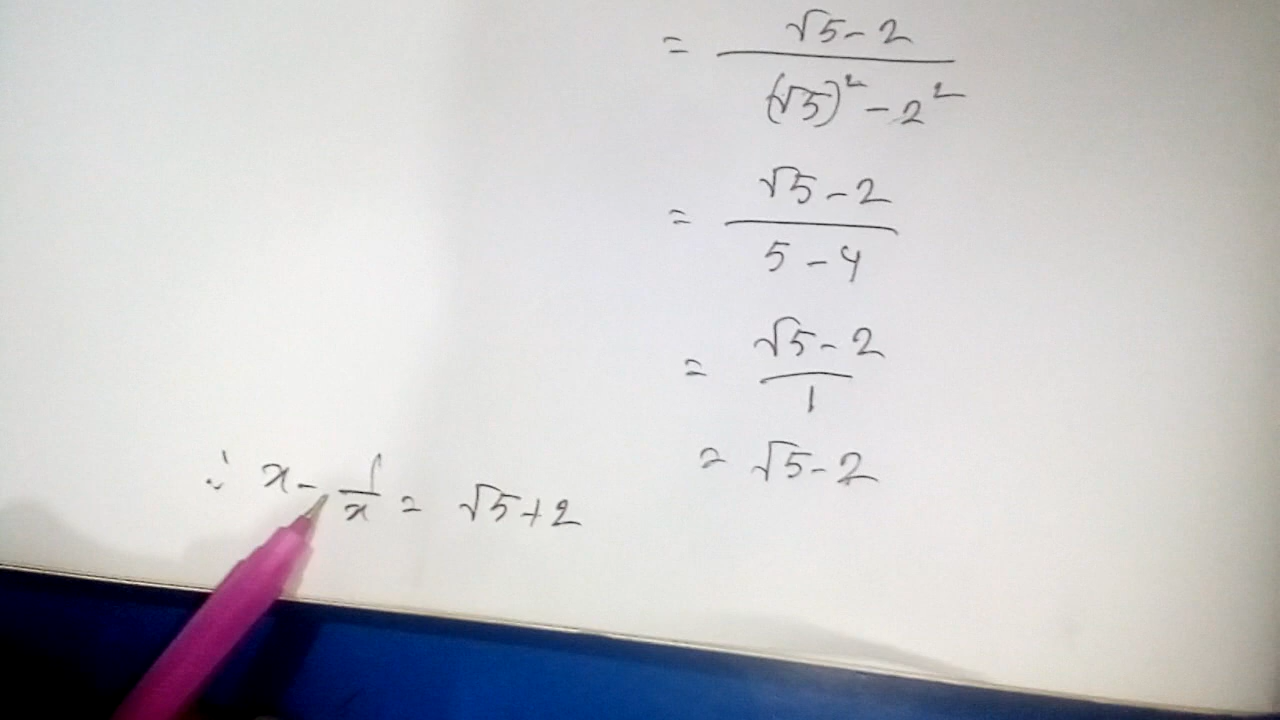 = √5-2 / (√5)² - 2²
= √5-2 / 5-4
= √5-2 / 1
= √5-2
∴ x - 1/x = √5+2